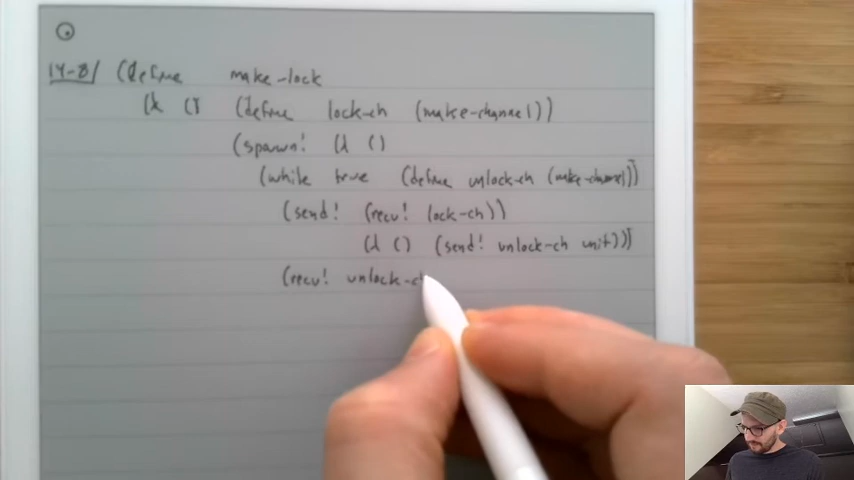 14-8/ (define make-lock
(λ () (define lock-ch (make-channel))
(spawn! (λ ()
(while true (define unlock-ch (make-channel))
(send! (recv! lock-ch))
(λ () (send! unlock-ch unit)))
(recv! unlock-ch